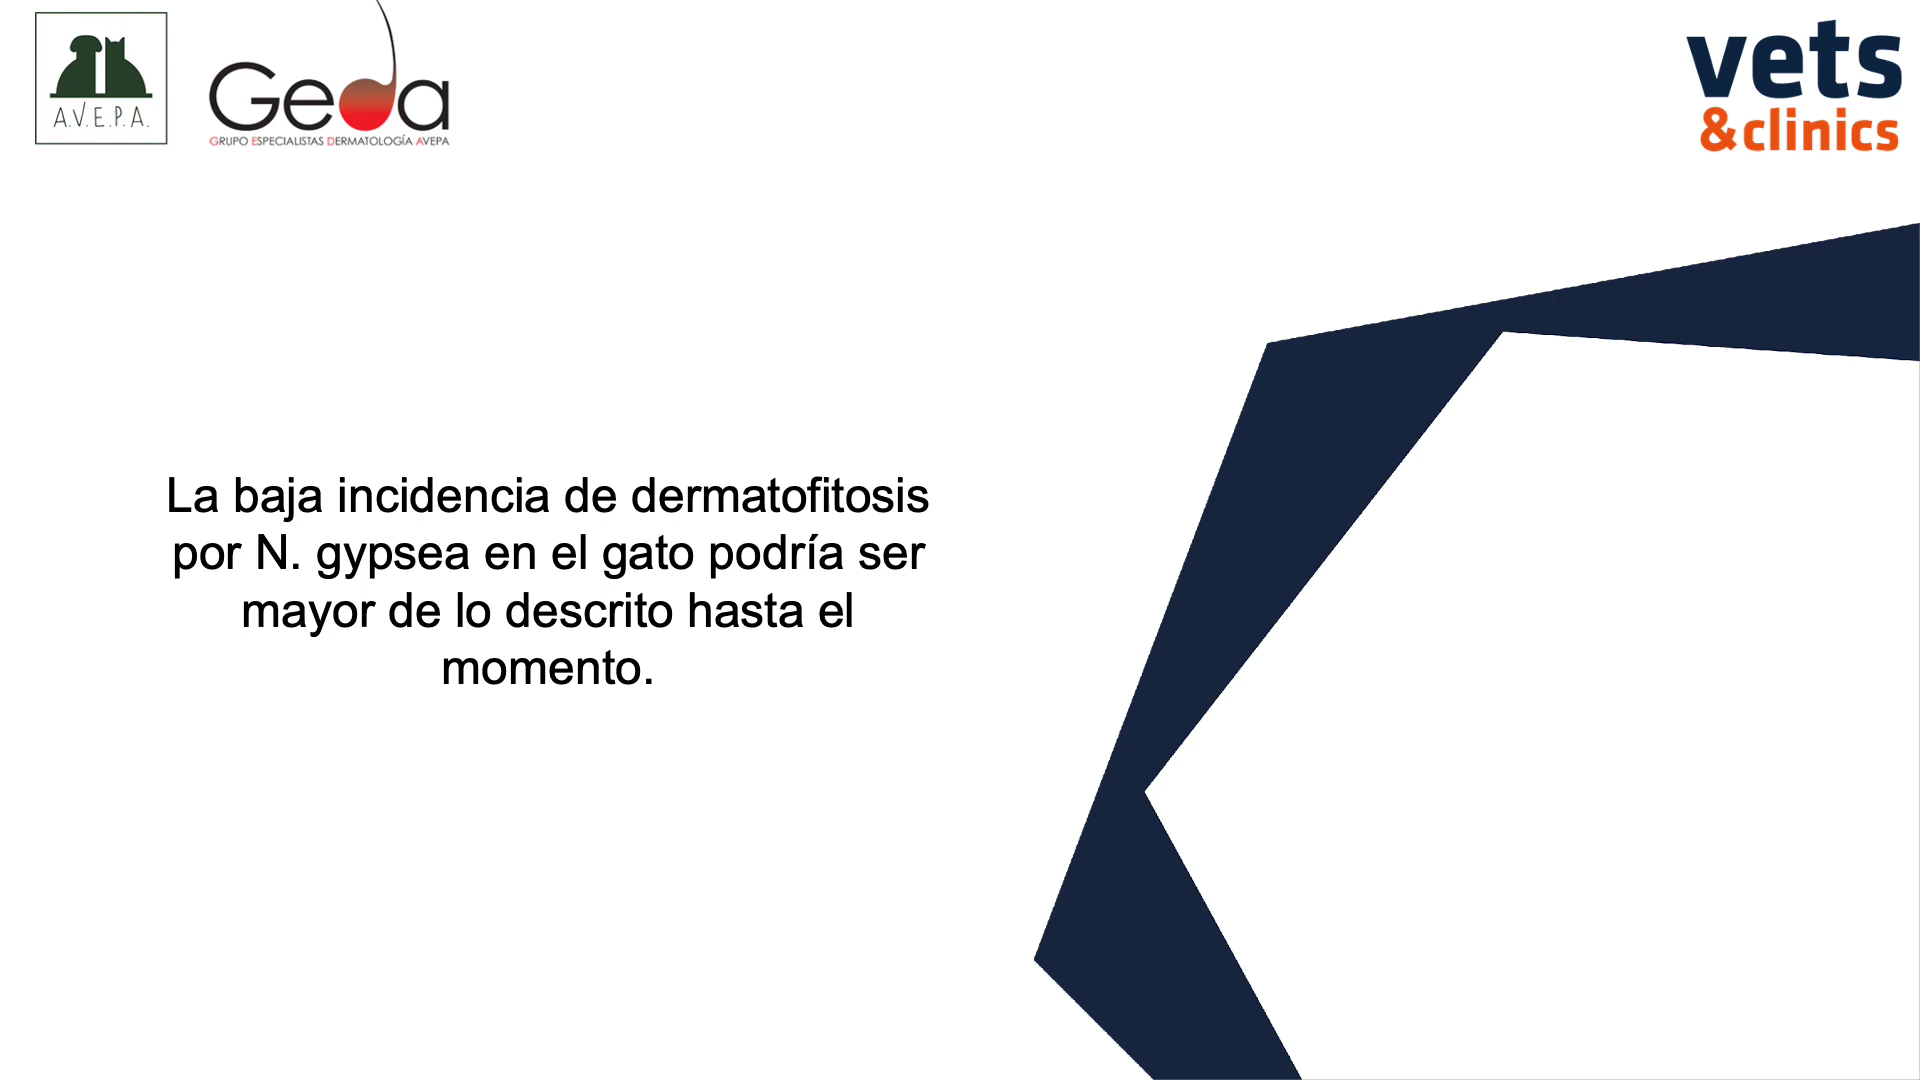 A.V.E.P.A.
Geda
GRUPO ESPECIALISTAS DERMATOLOGÍA AVEPA
vets
&clinics
La baja incidencia de dermatofitosis
por N. gypsea en el gato podría ser
mayor de lo descrito hasta el
momento.